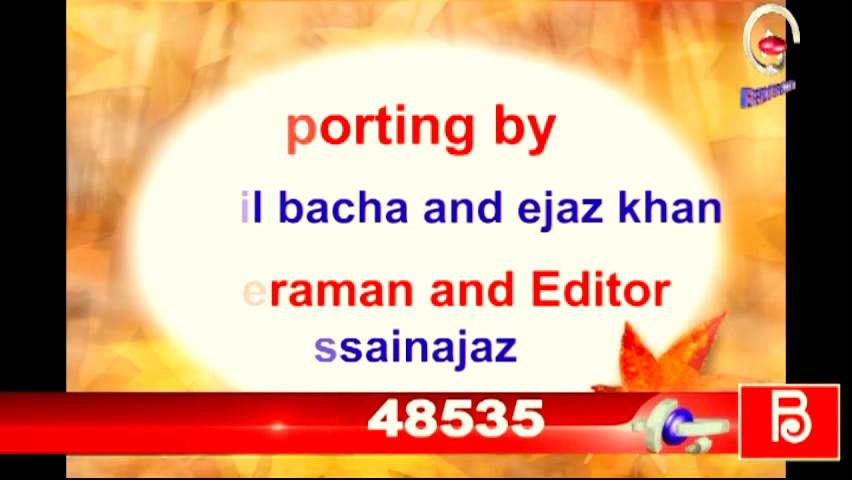 porting by
il bacha and ejaz khan
eraman and Editor
ssainajaz
48535
B